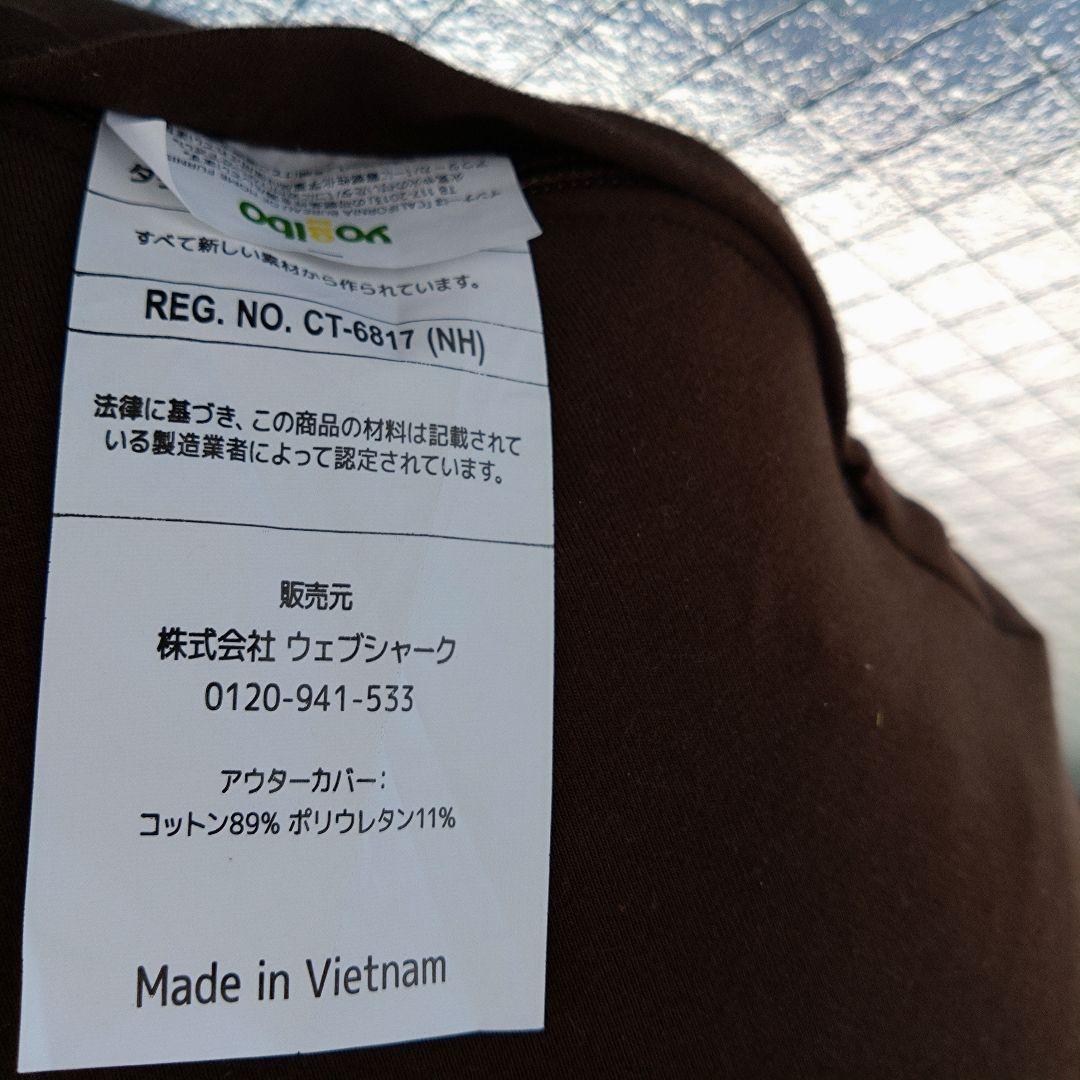 yogibo
すべて新しい素材から作られています。
REG. NO. CT-6817 (NH)
法律に基づき、この商品の材料は記載されて
いる製造業者によって認定されています。
販売元
株式会社 ウェブシャーク
0120-941-533
アウターカバー:
コットン89% ポリウレタン11%
Made in Vietnam